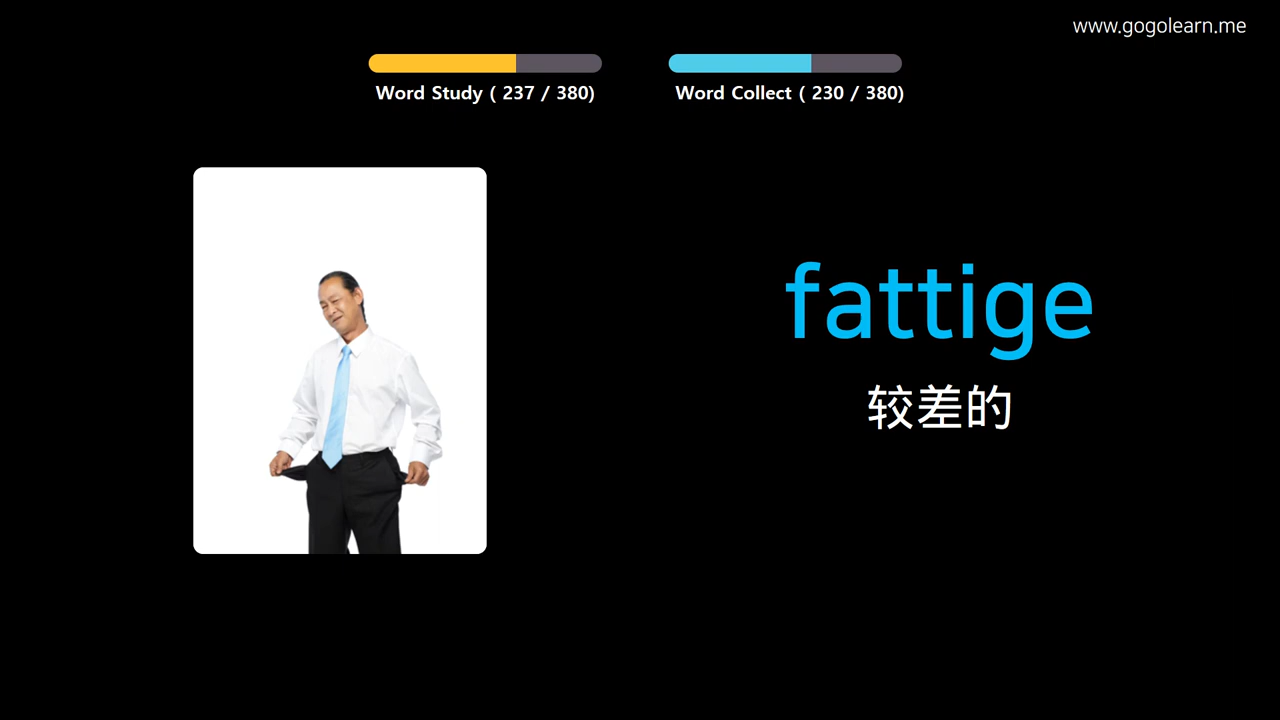 www.gogolearn.me
Word Study ( 237 / 380)
Word Collect ( 230 / 380)
fattige
较差的